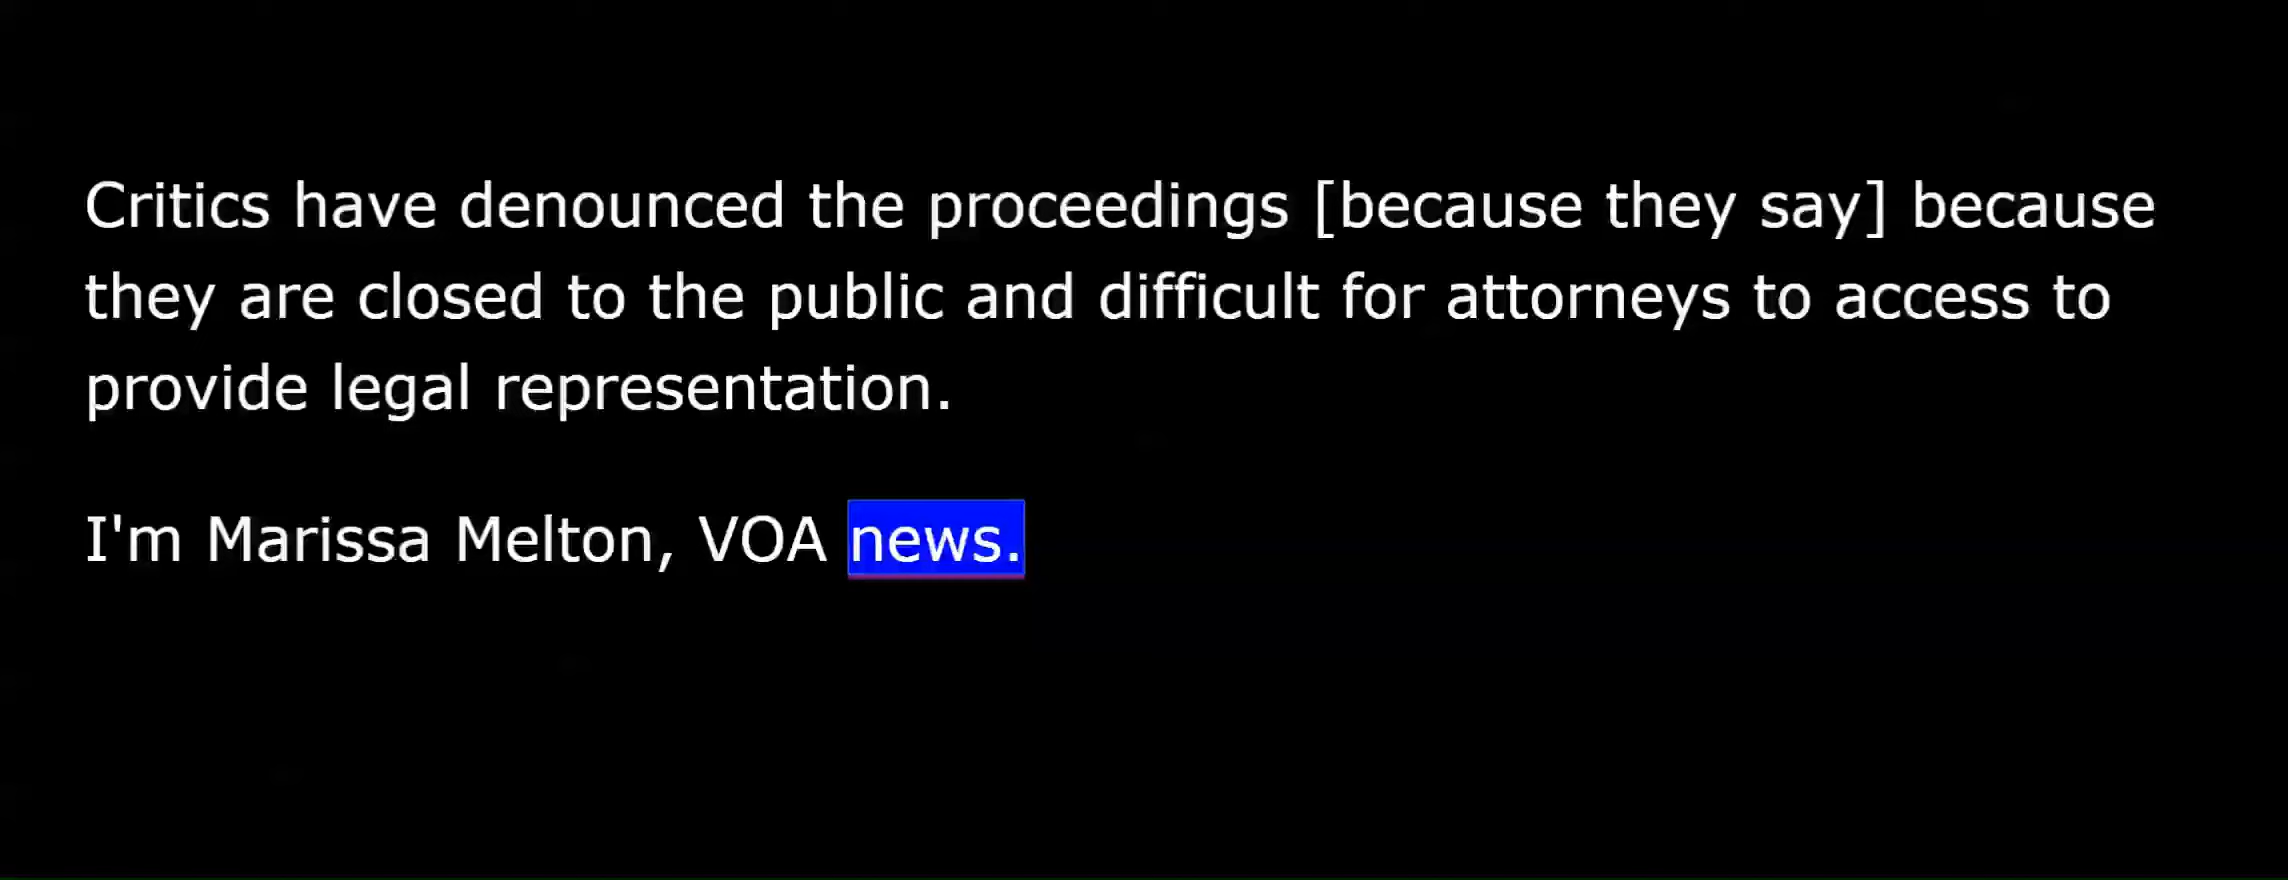 Critics have denounced the proceedings [because they say] because
they are closed to the public and difficult for attorneys to access to
provide legal representation.
I'm Marissa Melton, VOA news.